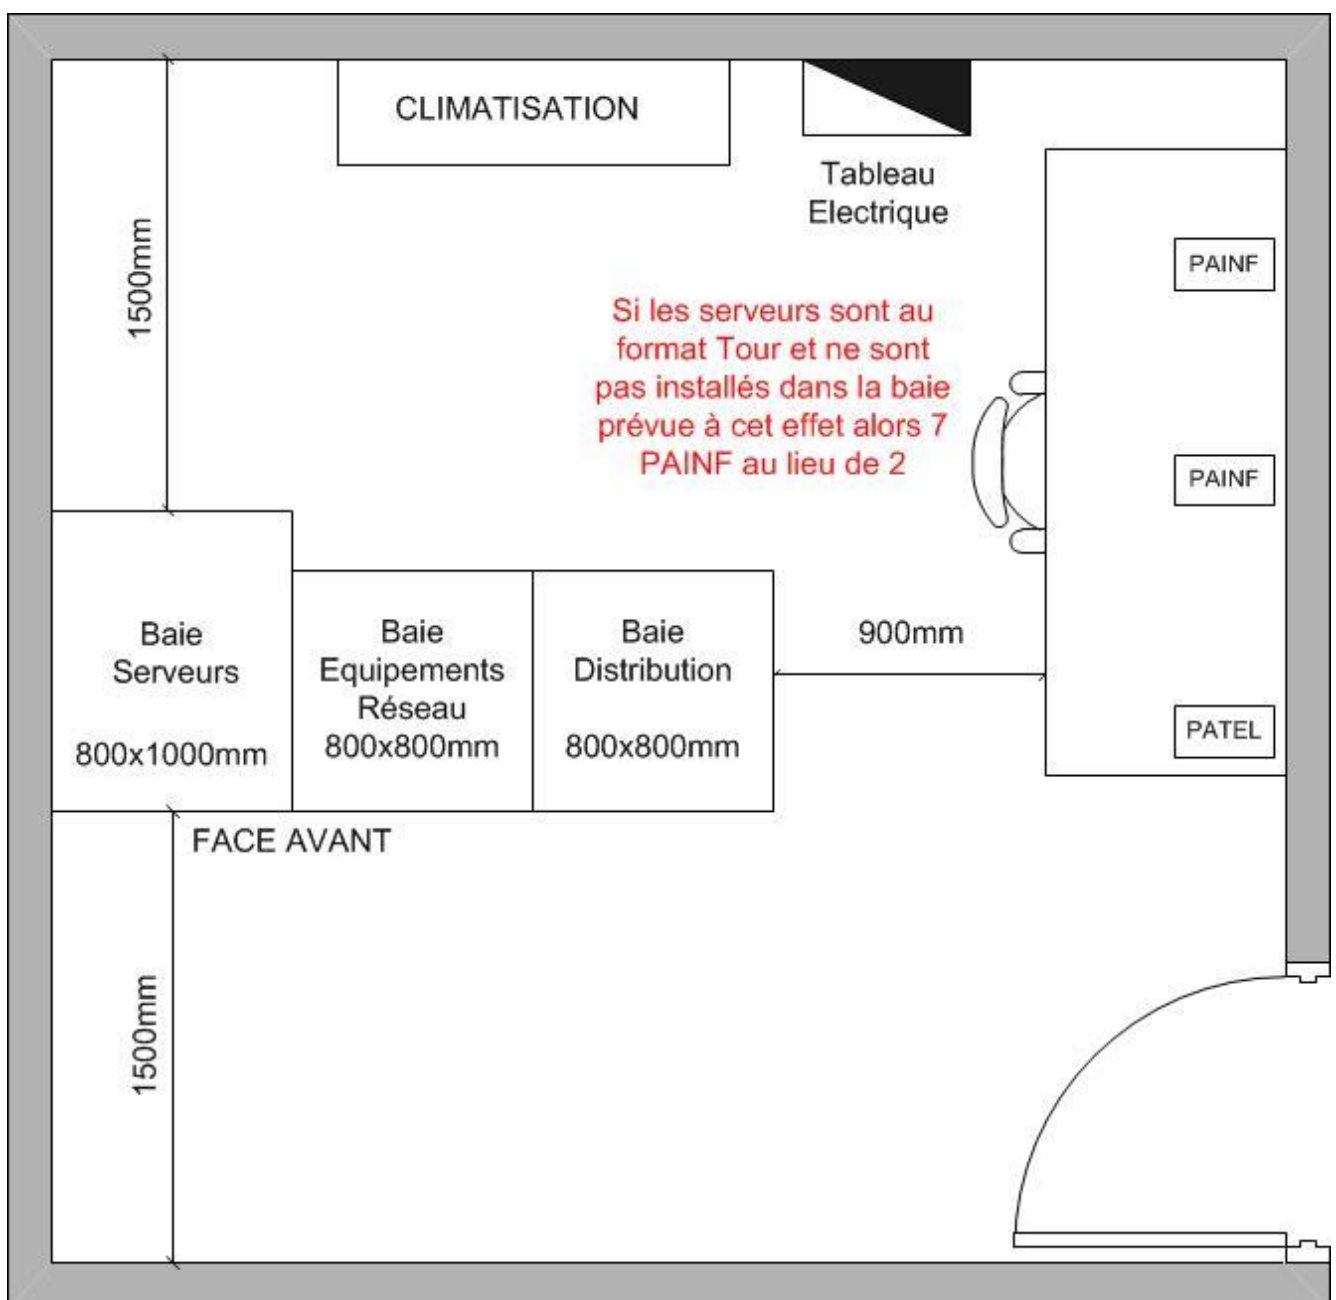 CLIMATISATION
Tableau
Electrique
1500mm
PAINF
Si les serveurs sont au
format Tour et ne sont
pas installés dans la baie
prévue à cet effet alors 7
PAINF au lieu de 2
PAINF
Baie
Serveurs
800x1000mm
Baie
Equipements
Réseau
800x800mm
Baie
Distribution
800x800mm
900mm
PATEL
FACE AVANT
1500mm